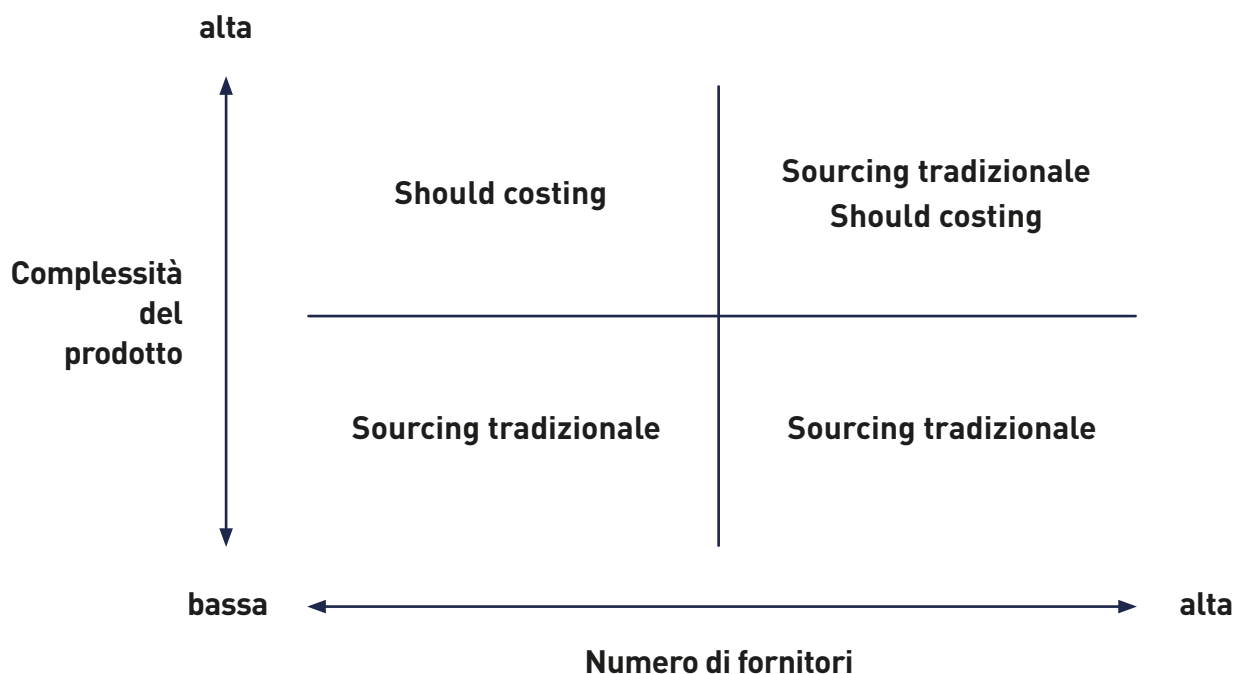 alta
Should costing
Sourcing tradizionale
Should costing
Complessità
del
prodotto
Sourcing tradizionale
Sourcing tradizionale
bassa
alta
Numero di fornitori